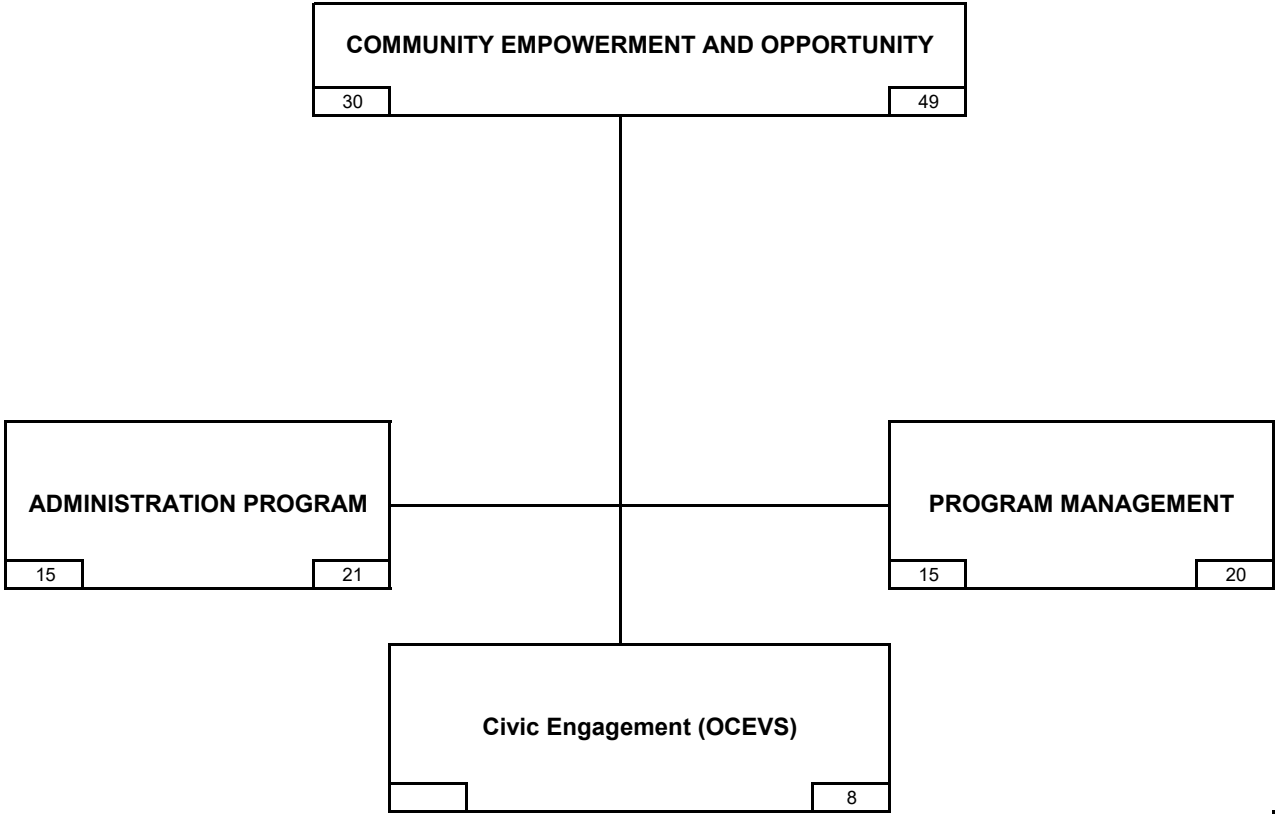 COMMUNITY EMPOWERMENT AND OPPORTUNITY
30
49
ADMINISTRATION PROGRAM
15
21
PROGRAM MANAGEMENT
15
20
Civic Engagement (OCEVS)
8